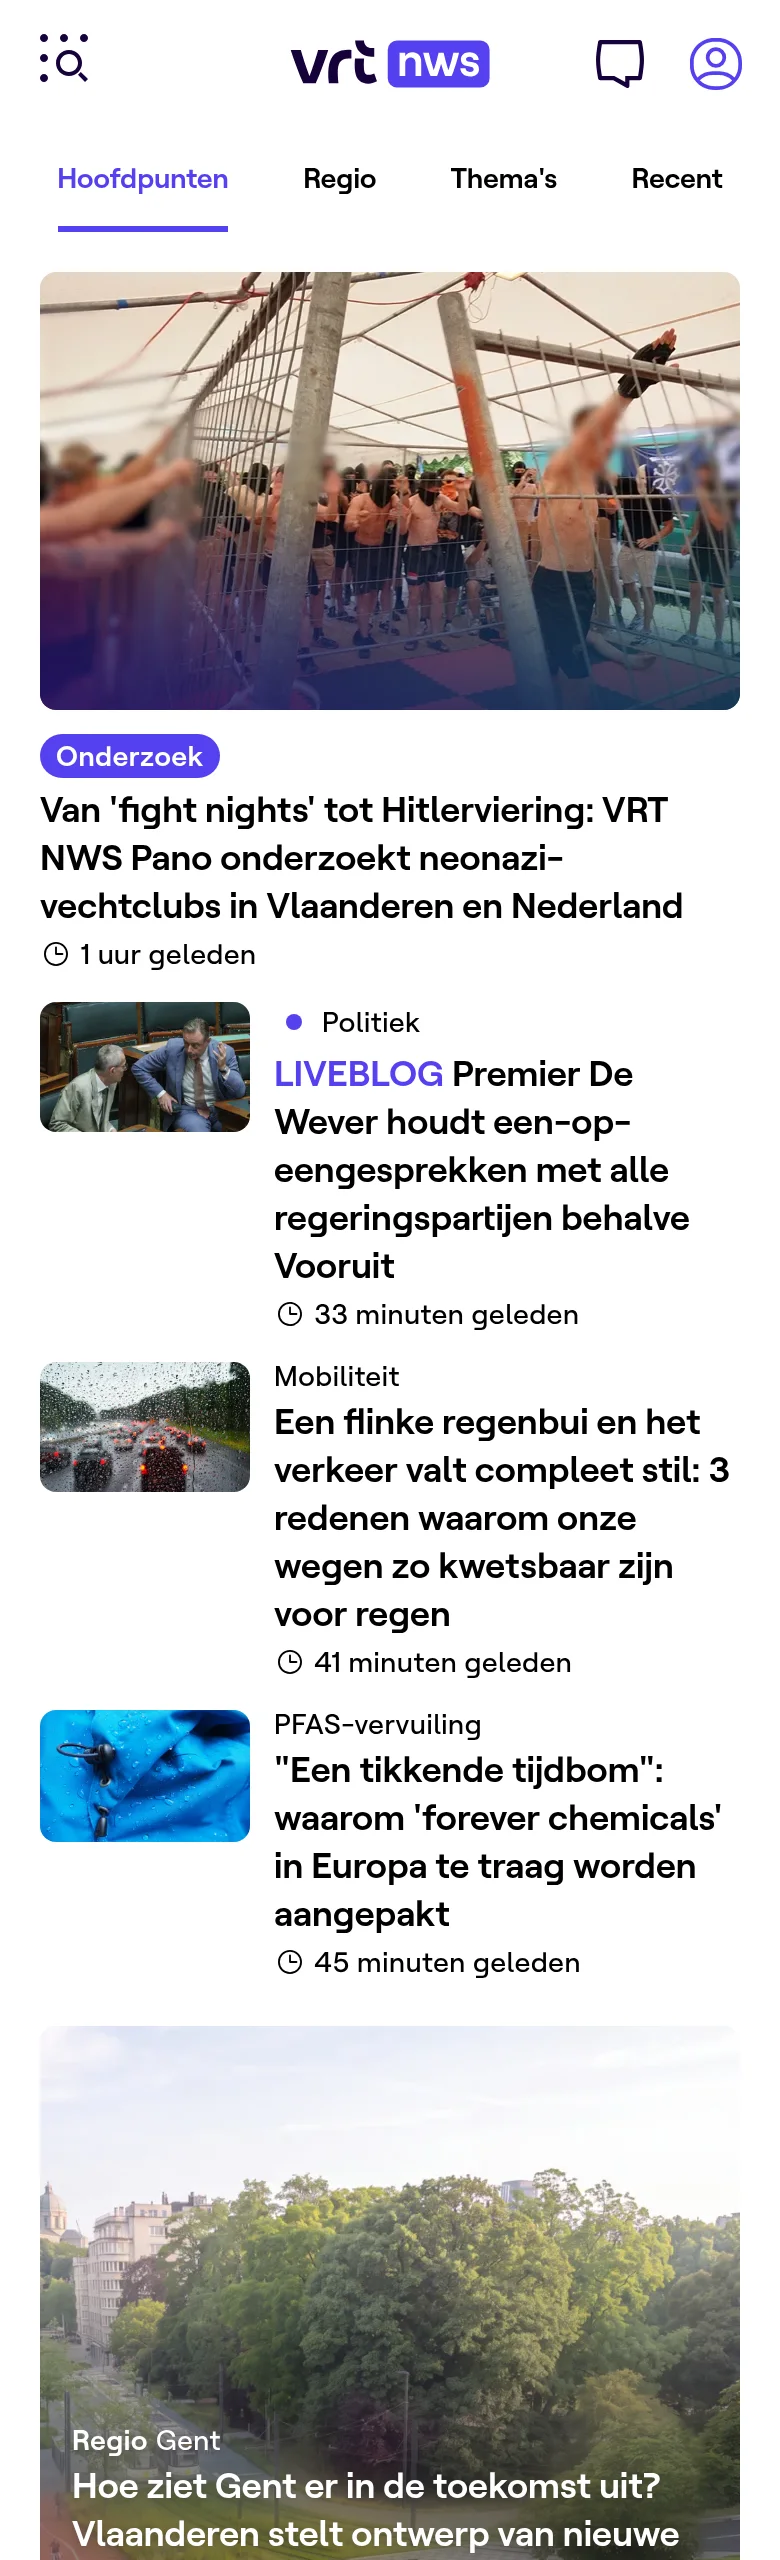 vrt nws
Hoofdpunten Regio Thema's Recent
Onderzoek
Van 'fight nights' tot Hitlerviering: VRT
NWS Pano onderzoekt neonazi-
vechtclubs in Vlaanderen en Nederland
1 uur geleden
Politiek
LIVEBLOG Premier De
Wever houdt een-op-
eengesprekken met alle
regeringspartijen behalve
Vooruit
33 minuten geleden
Mobiliteit
Een flinke regenbui en het
verkeer valt compleet stil: 3
redenen waarom onze
wegen zo kwetsbaar zijn
voor regen
41 minuten geleden
PFAS-vervuiling
"Een tikkende tijdbom":
waarom 'forever chemicals'
in Europa te traag worden
aangepakt
45 minuten geleden
Regio Gent
Hoe ziet Gent er in de toekomst uit?
Vlaanderen stelt ontwerp van nieuwe